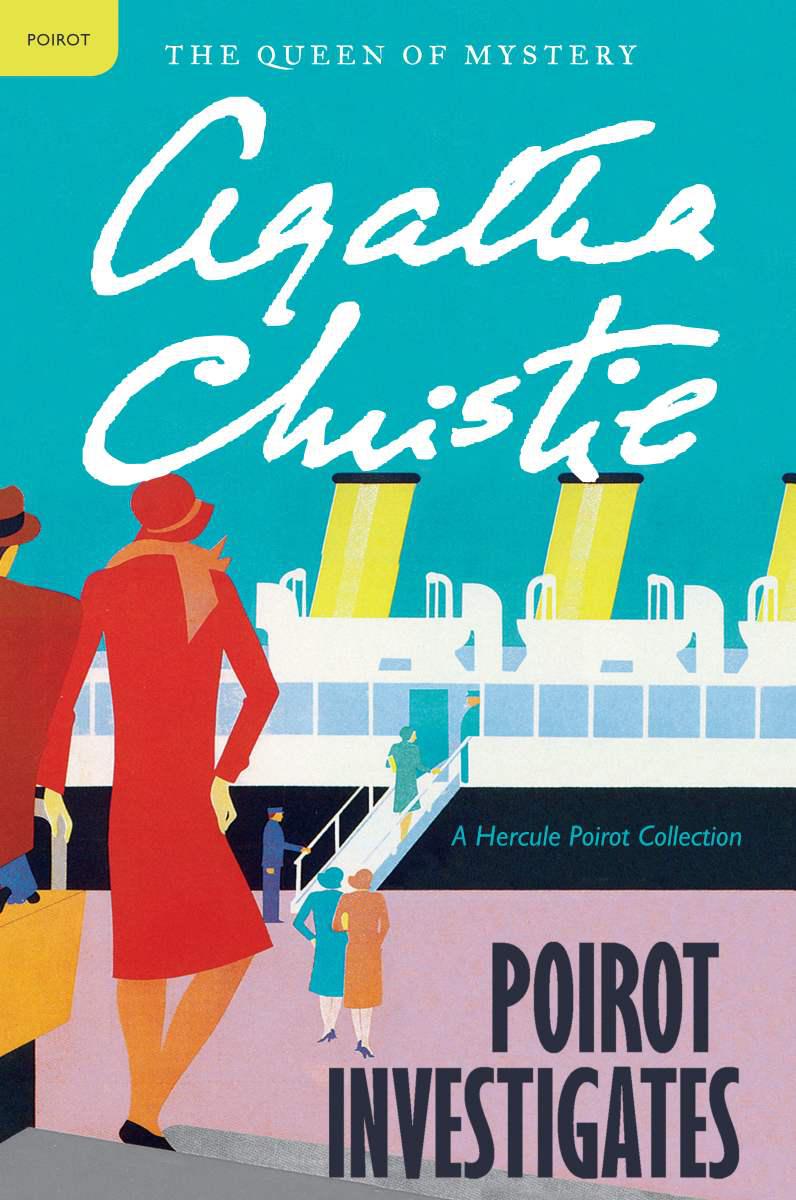 POIROT
THE QUEEN OF MYSTERY
Agatha
Christie
A Hercule Poirot Collection
POIROT
INVESTIGATES